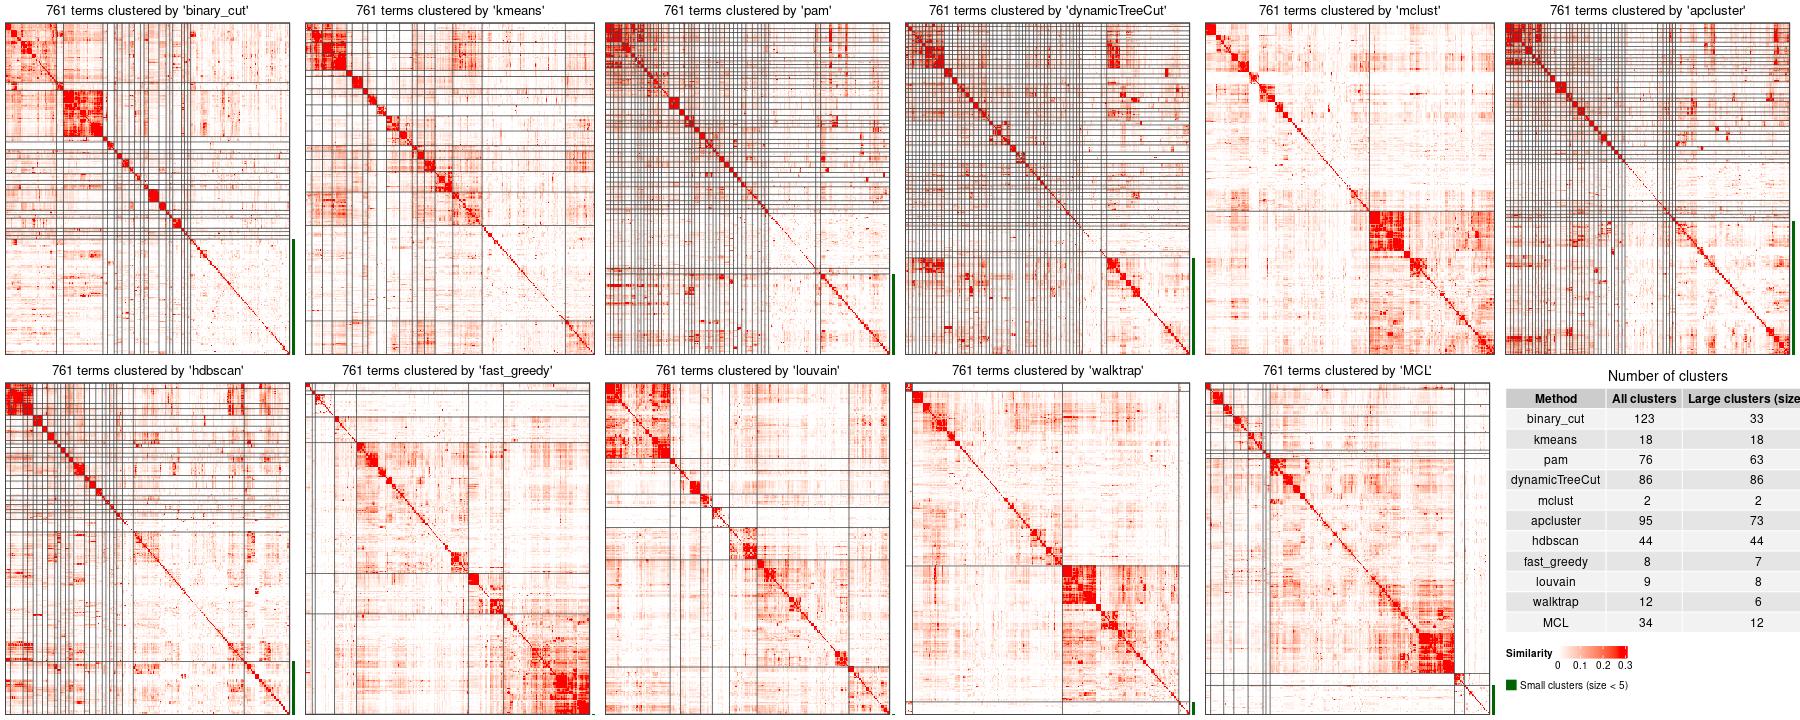 761 terms clustered by 'binary_cut'
761 terms clustered by 'kmeans'
761 terms clustered by 'pam'
761 terms clustered by 'dynamicTreeCut'
761 terms clustered by 'mclust'
761 terms clustered by 'apcluster'
761 terms clustered by 'hdbscan'
761 terms clustered by 'fast_greedy'
761 terms clustered by 'louvain'
761 terms clustered by 'walktrap'
761 terms clustered by 'MCL'
Number of clusters
Method All clusters Large clusters (size
binary_cut 123 33
kmeans 18 18
pam 76 63
dynamicTreeCut 86 86
mclust 2 2
apcluster 95 73
hdbscan 44 44
fast_greedy 8 7
louvain 9 8
walktrap 12 6
MCL 34 12
Similarity
0 0.1 0.2 0.3
Small clusters (size < 5)